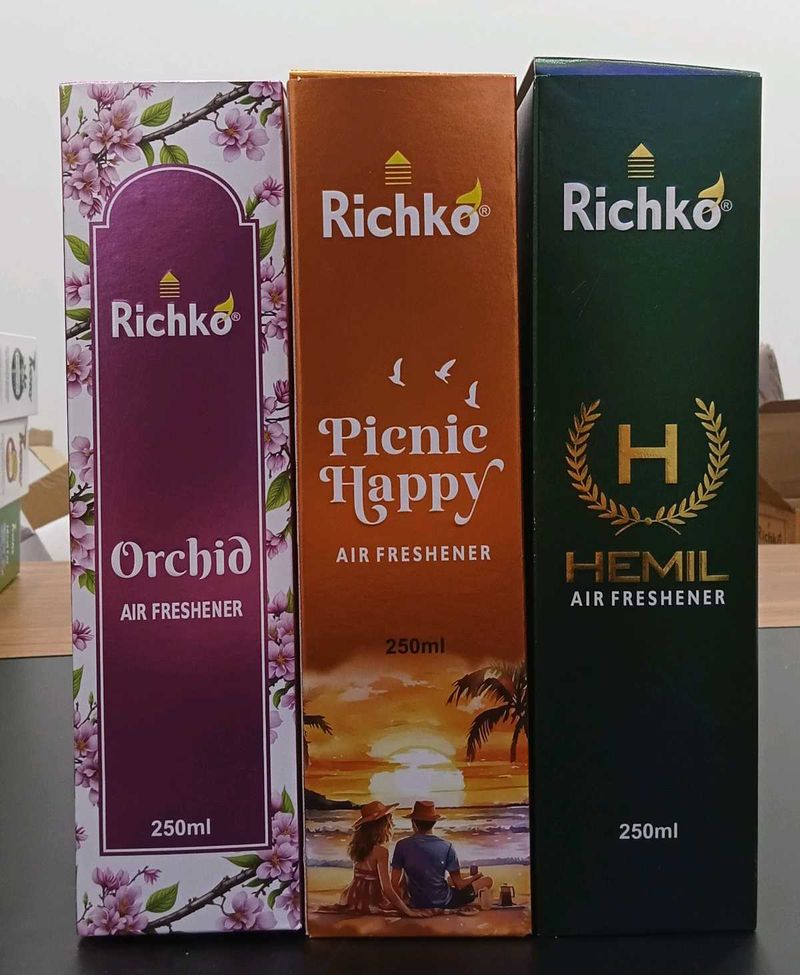 Richko®
Orchid
AIR FRESHENER
250ml
Richko®
Picnic
Happy
AIR FRESHENER
250ml
Richko®
H
HEMIL
AIR FRESHENER
250ml